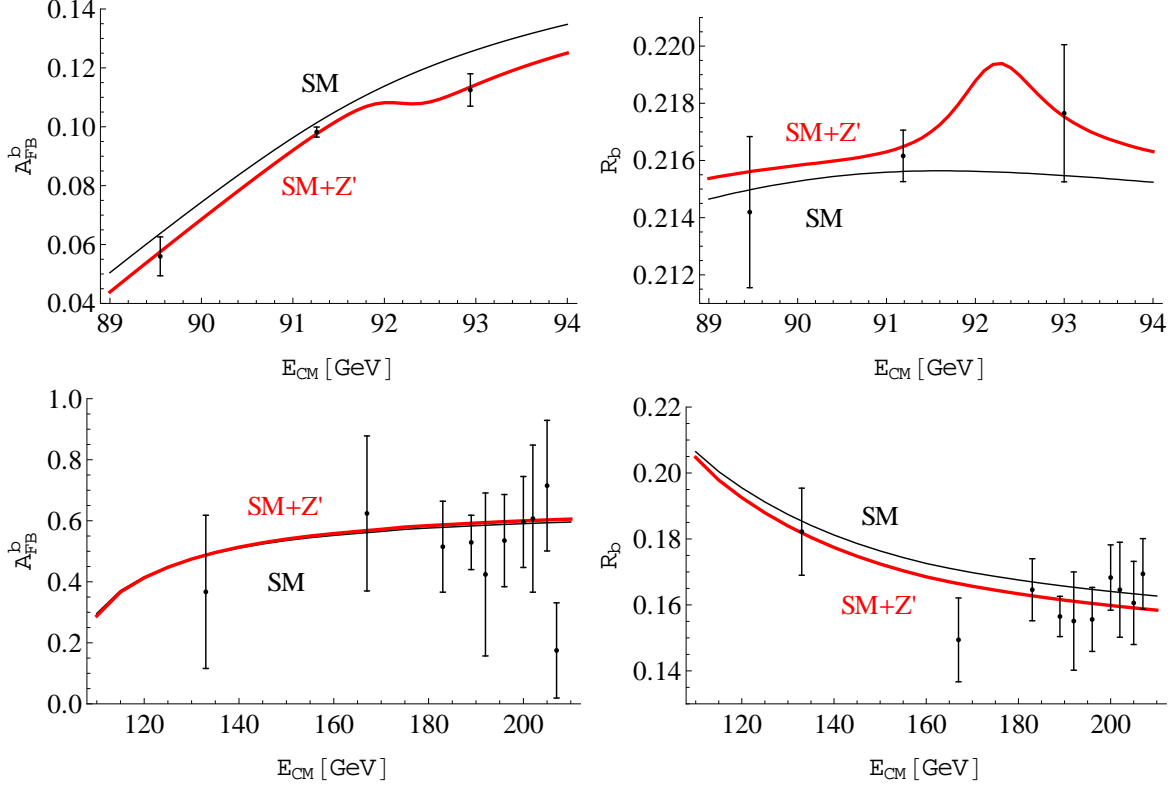 0.14
0.12
0.10
0.08
0.06
0.04
A^b_FB
SM
SM+Z'
89 90 91 92 93 94
E_CM [GeV]
0.220
0.218
0.216
0.214
0.212
R_b
SM+Z'
SM
89 90 91 92 93 94
E_CM [GeV]
1.0
0.8
0.6
0.4
0.2
0.0
A^b_FB
SM+Z'
SM
120 140 160 180 200
E_CM [GeV]
0.22
0.20
0.18
0.16
0.14
R_b
SM
SM+Z'
120 140 160 180 200
E_CM [GeV]